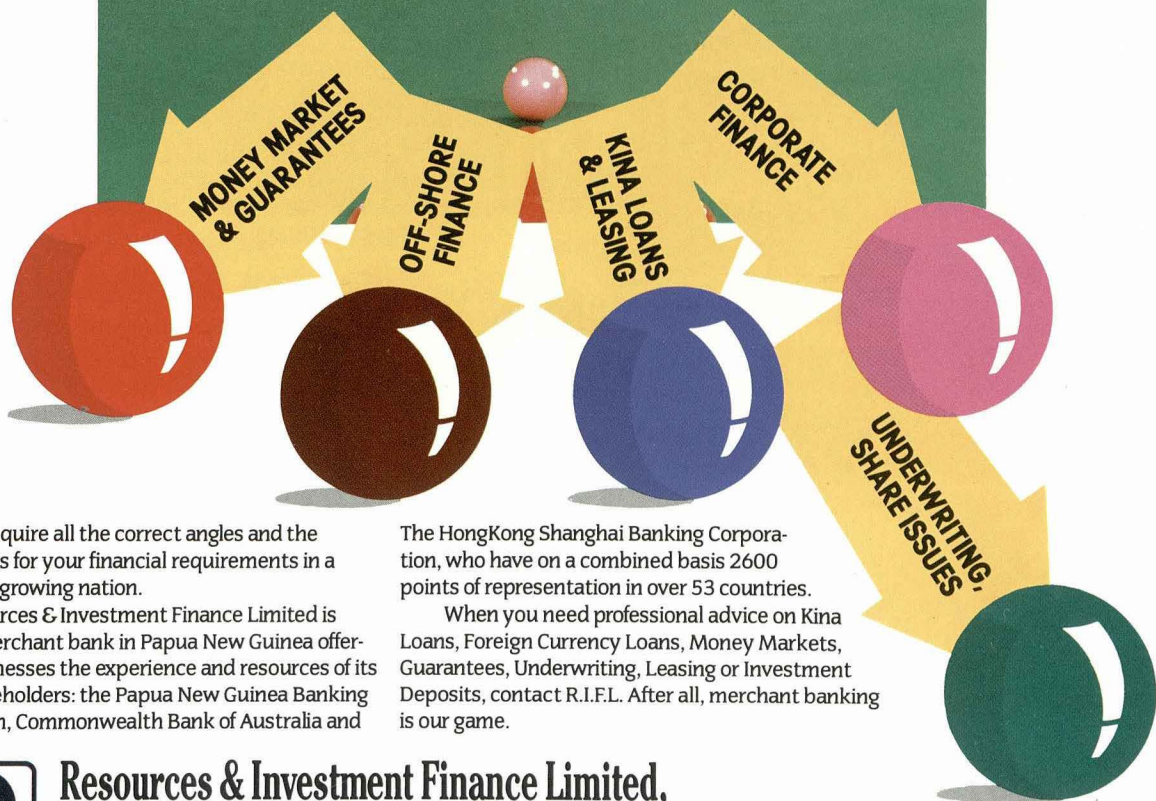 MONEY MARKET
& GUARANTEES
OFF-SHORE
FINANCE
KINA LOANS
& LEASING
CORPORATE
FINANCE
UNDERWRITING,
SHARE ISSUES
quire all the correct angles and the
s for your financial requirements in a
growing nation.
rces & Investment Finance Limited is
erchant bank in Papua New Guinea offer-
nesses the experience and resources of its
eholders: the Papua New Guinea Banking
n, Commonwealth Bank of Australia and
The HongKong Shanghai Banking Corpora-
tion, who have on a combined basis 2600
points of representation in over 53 countries.
When you need professional advice on Kina
Loans, Foreign Currency Loans, Money Markets,
Guarantees, Underwriting, Leasing or Investment
Deposits, contact R.I.F.L. After all, merchant banking
is our game.
Resources & Investment Finance Limited.